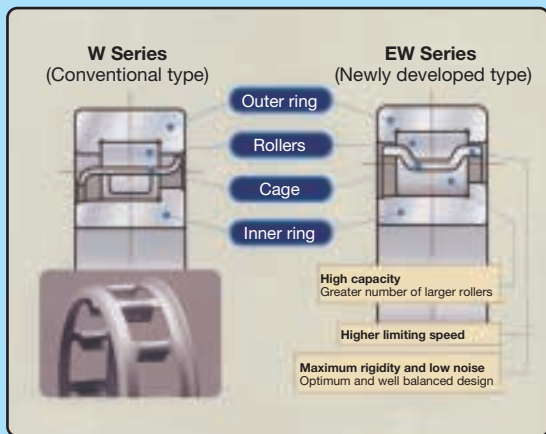 W Series
(Conventional type)
EW Series
(Newly developed type)
Outer ring
Rollers
Cage
Inner ring
High capacity
Greater number of larger rollers
Higher limiting speed
Maximum rigidity and low noise
Optimum and well balanced design